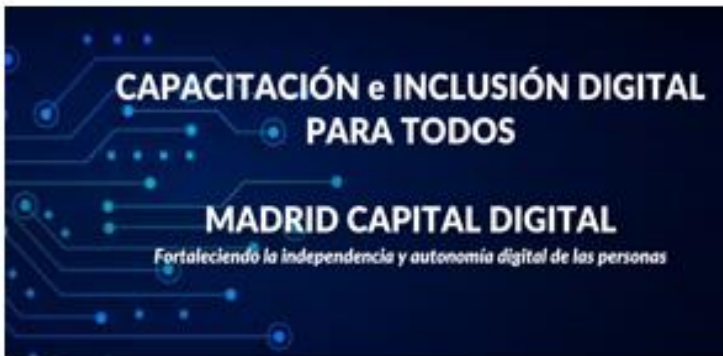 CAPACITACIÓN e INCLUSIÓN DIGITAL
PARA TODOS
MADRID CAPITAL DIGITAL
Fortaleciendo la independencia y autonomía digital de las personas